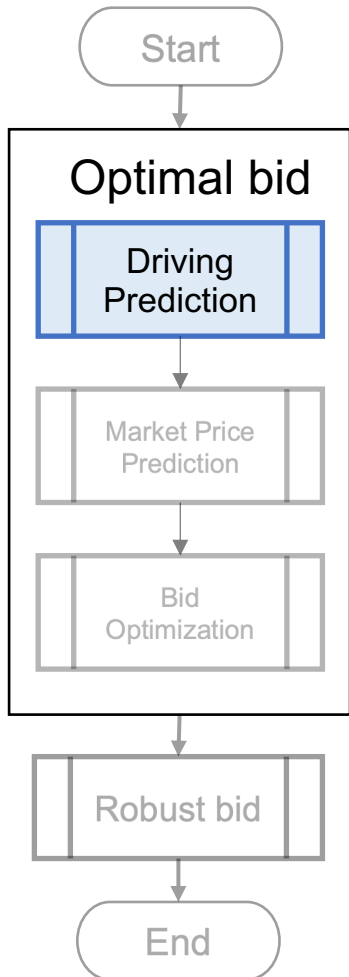 Start
Optimal bid
Driving
Prediction
Market Price
Prediction
Bid
Optimization
Robust bid
End